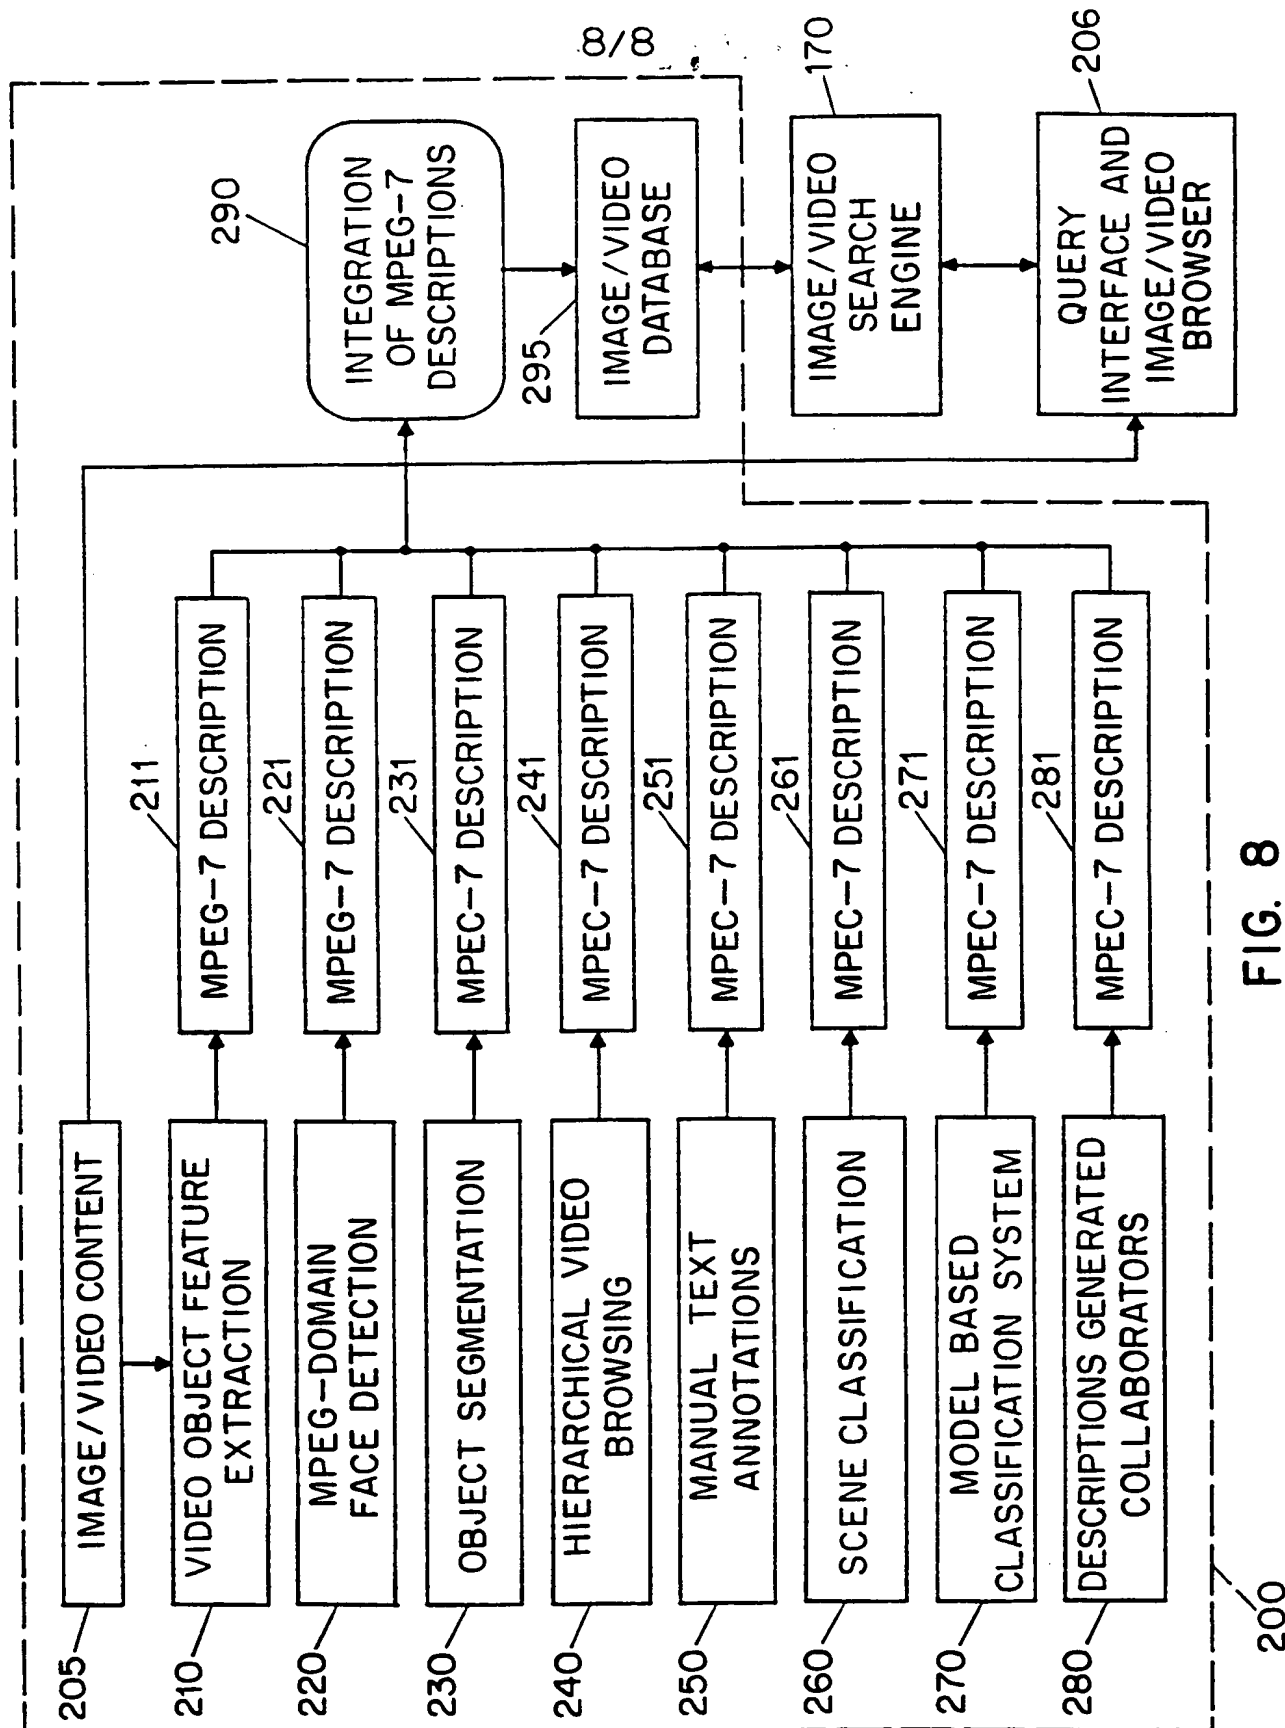 8/8
205
IMAGE/VIDEO CONTENT
210
VIDEO OBJECT FEATURE
EXTRACTION
211
MPEG-7 DESCRIPTION
220
MPEG-DOMAIN
FACE DETECTION
221
MPEG-7 DESCRIPTION
230
OBJECT SEGMENTATION
231
MPEC-7 DESCRIPTION
240
HIERARCHICAL VIDEO
BROWSING
241
MPEC-7 DESCRIPTION
250
MANUAL TEXT
ANNOTATIONS
251
MPEC-7 DESCRIPTION
260
SCENE CLASSIFICATION
261
MPEC-7 DESCRIPTION
270
MODEL BASED
CLASSIFICATION SYSTEM
271
MPEC-7 DESCRIPTION
280
DESCRIPTIONS GENERATED
COLLABORATORS
281
MPEC-7 DESCRIPTION
290
INTEGRATION
OF MPEG-7
DESCRIPTIONS
295
IMAGE/VIDEO
DATABASE
170
IMAGE/VIDEO
SEARCH
ENGINE
206
QUERY
INTERFACE AND
IMAGE/VIDEO
BROWSER
200
FIG. 8